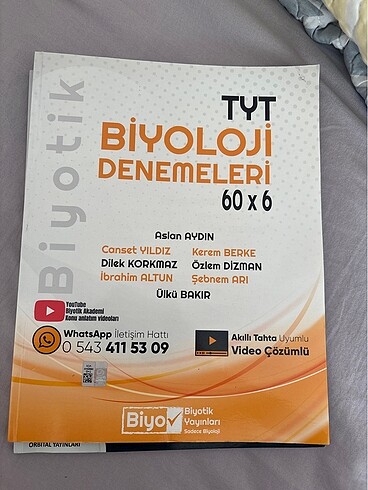 Biyotik
TYT
BİYOLOJİ
DENEMELERİ
60 x 6
Aslan AYDIN
Canset YILDIZ Kerem BERKE
Dilek KORKMAZ Özlem DİZMAN
İbrahim ALTUN Şebnem ARI
Ülkü BAKIR
YouTube
Biyotik Akademi
Konu anlatım videoları
WhatsApp İletişim Hattı
0 543 411 53 09
Akıllı Tahta Uyumlu
Video Çözümlü
Biyo
Biyotik
Yayınları
Sadece Biyoloji
ORBİTAL YAYINLARI